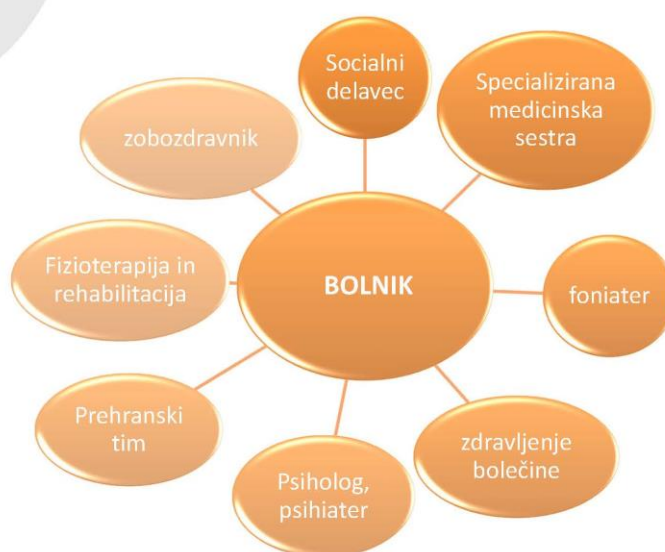 Socialni
delavec
Specializirana
medicinska
sestra
zobozdravnik
Fizioterapija in
rehabilitacija
BOLNIK
foniater
Prehranski
tim
zdravljenje
bolečine
Psiholog,
psihiater